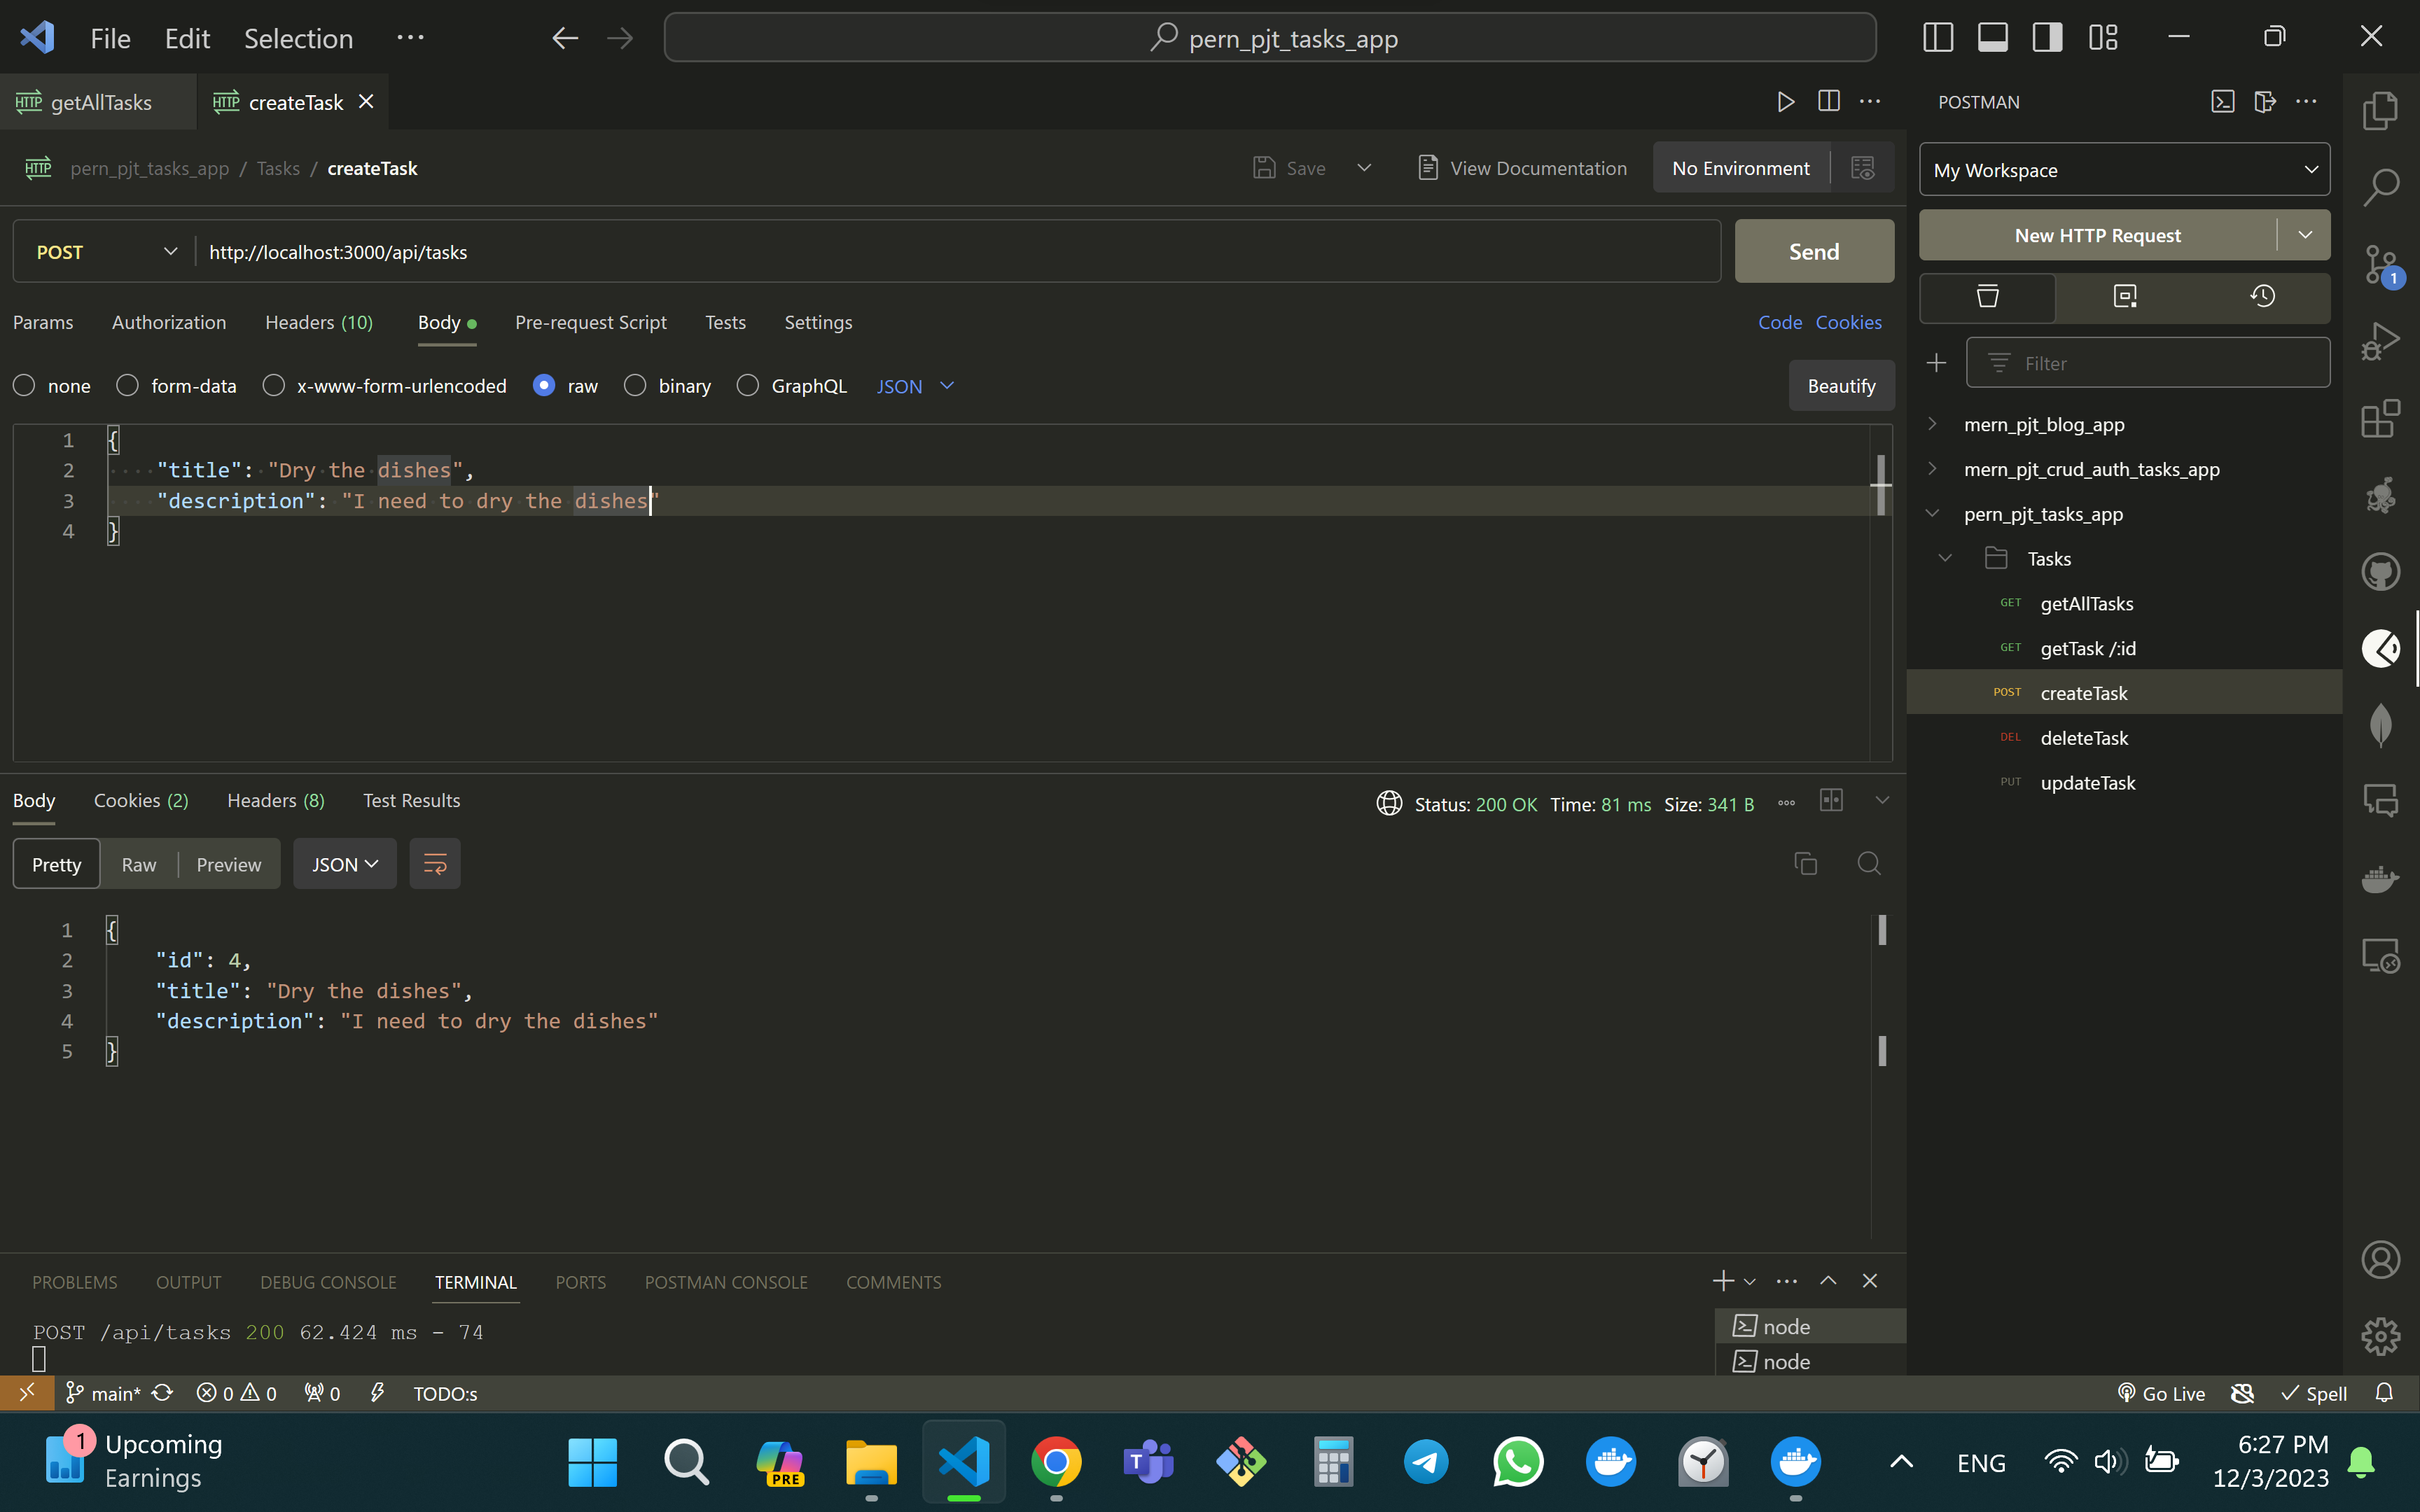 File Edit Selection ··· pern_pjt_tasks_app
HTTP getAllTasks HTTP createTask
POSTMAN
HTTP pern_pjt_tasks_app / Tasks / createTask Save View Documentation No Environment
My Workspace
POST http://localhost:3000/api/tasks Send
New HTTP Request
Params Authorization Headers (10) Body Pre-request Script Tests Settings Code Cookies
none form-data x-www-form-urlencoded raw binary GraphQL JSON Beautify
Filter
1 {
2 "title": "Dry the dishes",
3 "description": "I need to dry the dishes"
4 }
mern_pjt_blog_app
mern_pjt_crud_auth_tasks_app
pern_pjt_tasks_app
Tasks
GET getAllTasks
GET getTask /:id
POST createTask
DEL deleteTask
PUT updateTask
1
Body Cookies (2) Headers (8) Test Results Status: 200 OK Time: 81 ms Size: 341 B
Pretty Raw Preview JSON
1 {
2 "id": 4,
3 "title": "Dry the dishes",
4 "description": "I need to dry the dishes"
5 }
PROBLEMS OUTPUT DEBUG CONSOLE TERMINAL PORTS POSTMAN CONSOLE COMMENTS
POST /api/tasks 200 62.424 ms - 74
node
node
main* 0 0 0 TODO:s Go Live Spell
1 Upcoming
Earnings
PRE
T
ENG
6:27 PM
12/3/2023